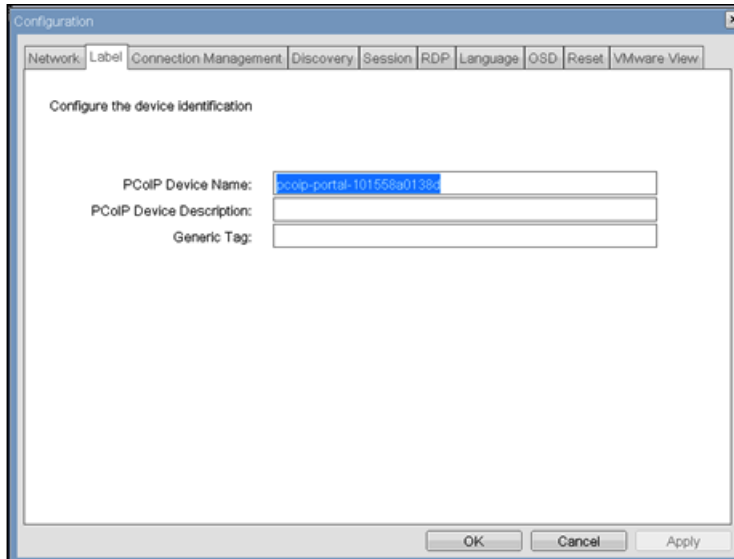 Configuration
Network Label Connection Management Discovery Session RDP Language OSD Reset VMware View
Configure the device identification
PCoIP Device Name: pcoip-portal-101558a0138d
PCoIP Device Description:
Generic Tag:
OK Cancel Apply